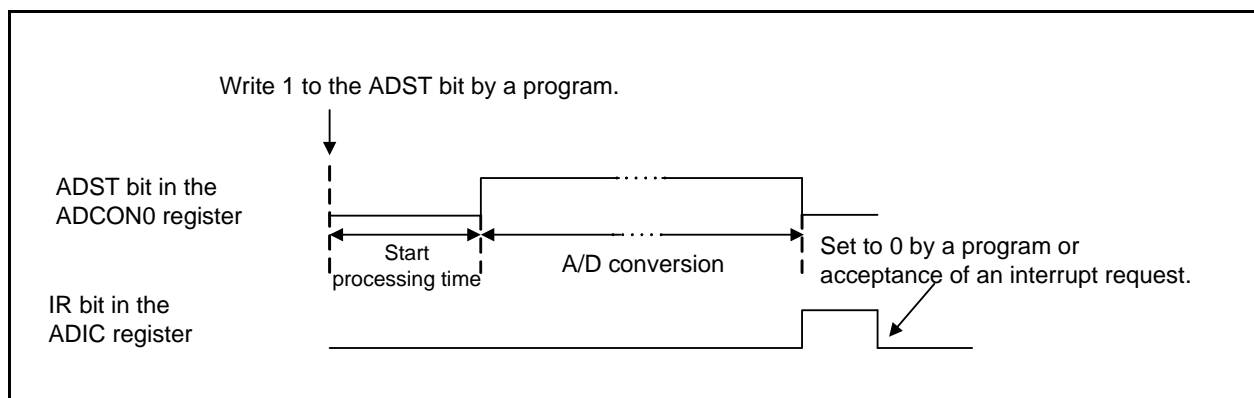 Write 1 to the ADST bit by a program.
ADST bit in the
ADCON0 register
Start
processing time
A/D conversion
Set to 0 by a program or
acceptance of an interrupt request.
IR bit in the
ADIC register